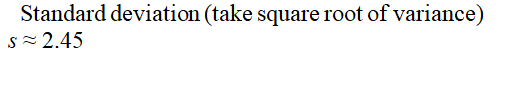 Standard deviation (take square root of variance)
s ≈ 2.45